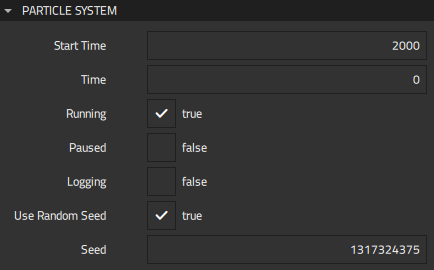 PARTICLE SYSTEM
Start Time 2000
Time 0
Running true
Paused false
Logging false
Use Random Seed true
Seed 1317324375